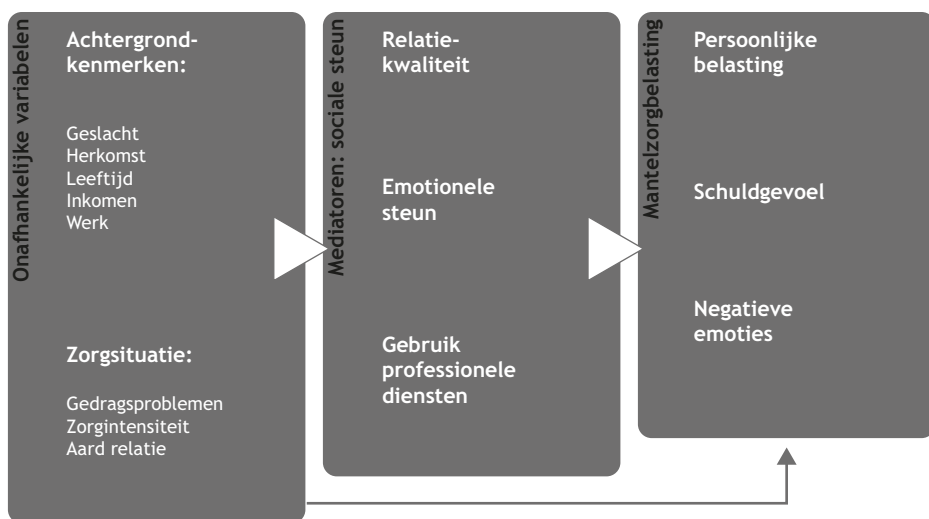 Onafhankelijke variabelen
Achtergrond-
kenmerken:
Geslacht
Herkomst
Leeftijd
Inkomen
Werk
Zorgsituatie:
Gedragsproblemen
Zorgintensiteit
Aard relatie
Mediatoren: sociale steun
Relatie-
kwaliteit
Emotionele
steun
Gebruik
professionele
diensten
Mantelzorgbelasting
Persoonlijke
belasting
Schuldgevoel
Negatieve
emoties